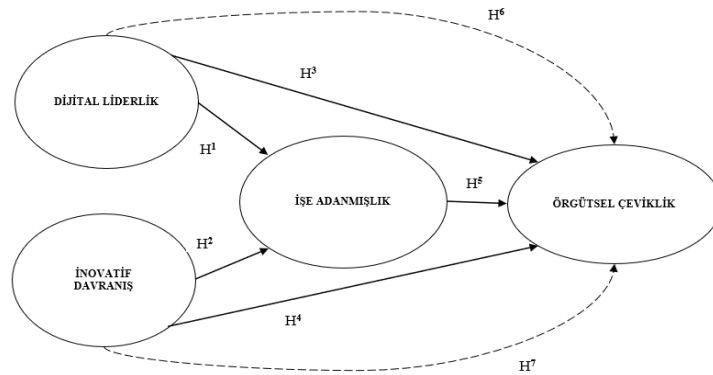 H⁶
H³
DİJİTAL LİDERLİK
H¹
H⁵
İŞE ADANMIŞLIK
ÖRGÜTSEL ÇEVİKLİK
H²
İNOVATİF
DAVRANIŞ
H⁴
H⁷